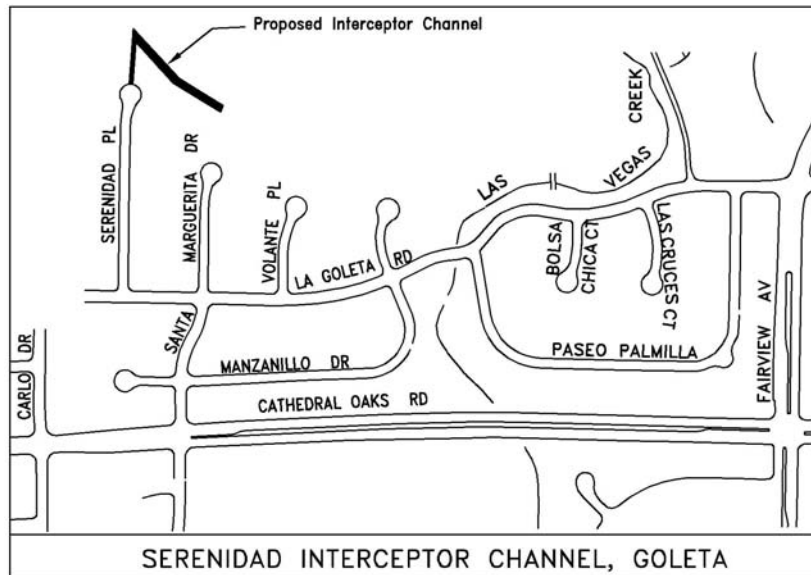 Proposed Interceptor Channel
SERENIDAD PL
SANTA MARGUERITA DR
VOLANTE PL
LA GOLETA RD
LAS VEGAS CREEK
BOLSA
CHICA CT
LAS CRUCES CT
CARLO DR
MANZANILLO DR
PASEO PALMILLA
FAIRVIEW AV
CATHEDRAL OAKS RD
SERENIDAD INTERCEPTOR CHANNEL, GOLETA